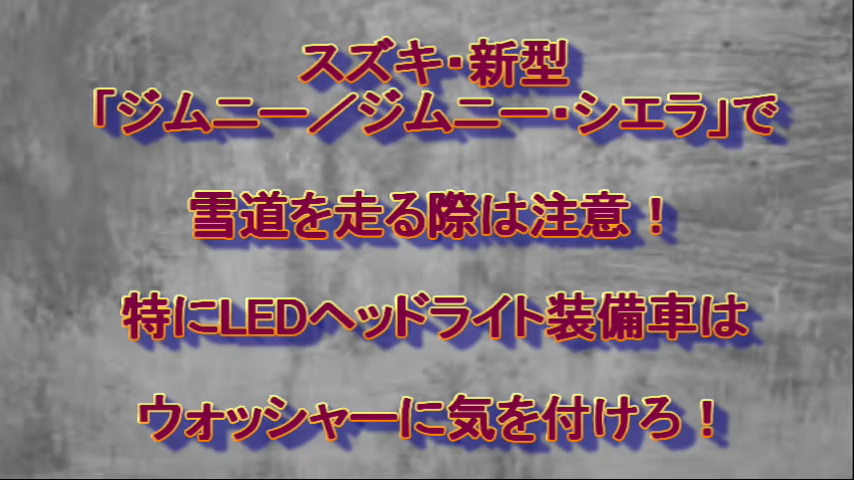 スズキ・新型
「ジムニー／ジムニー・シエラ」で
雪道を走る際は注意！
特にLEDヘッドライト装備車は
ウォッシャーに気を付けろ！